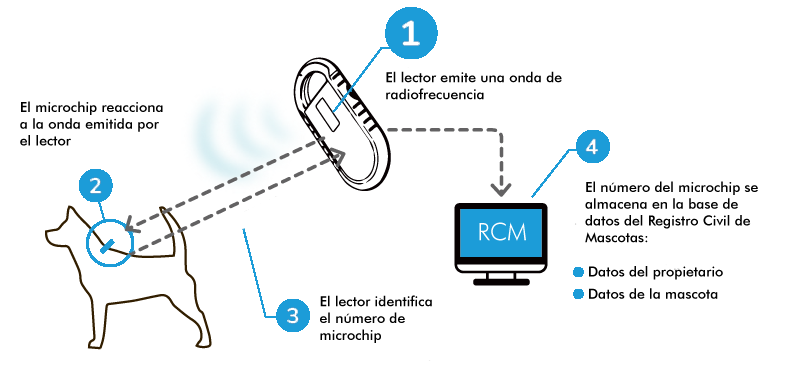 1
El lector emite una onda de
radiofrecuencia
El microchip reacciona
a la onda emitida por
el lector
2
3
El lector identifica
el número de
microchip
4
El número del microchip se
almacena en la base de
datos del Registro Civil de
Mascotas:
Datos del propietario
Datos de la mascota
RCM